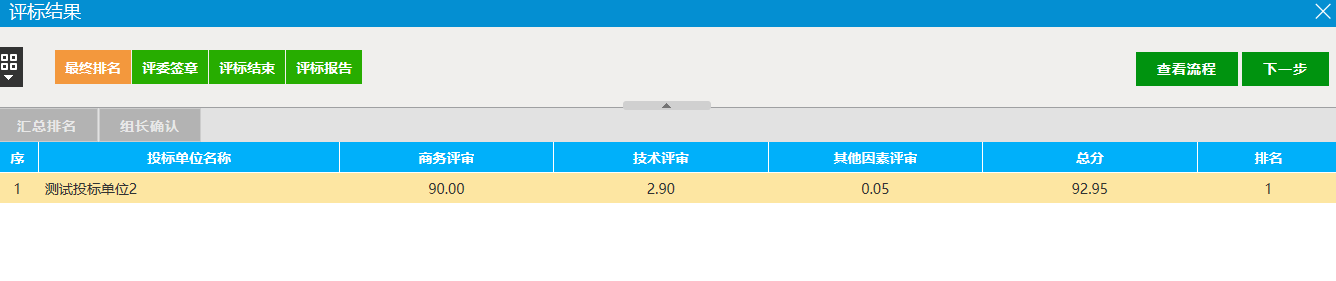 评标结果
最终排名 评委签章 评标结束 评标报告 查看流程 下一步
汇总排名 组长确认
序 投标单位名称 商务评审 技术评审 其他因素评审 总分 排名
1 测试投标单位2 90.00 2.90 0.05 92.95 1